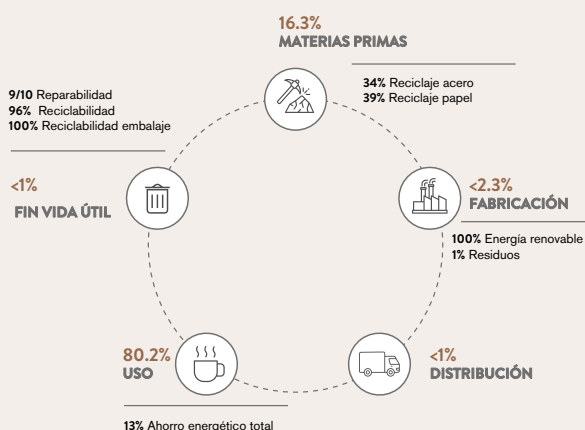 16.3%
MATERIAS PRIMAS
34% Reciclaje acero
39% Reciclaje papel
9/10 Reparabilidad
96% Reciclabilidad
100% Reciclabilidad embalaje
<1%
FIN VIDA ÚTIL
<2.3%
FABRICACIÓN
100% Energía renovable
1% Residuos
80.2%
USO
<1%
DISTRIBUCIÓN
13% Ahorro energético total